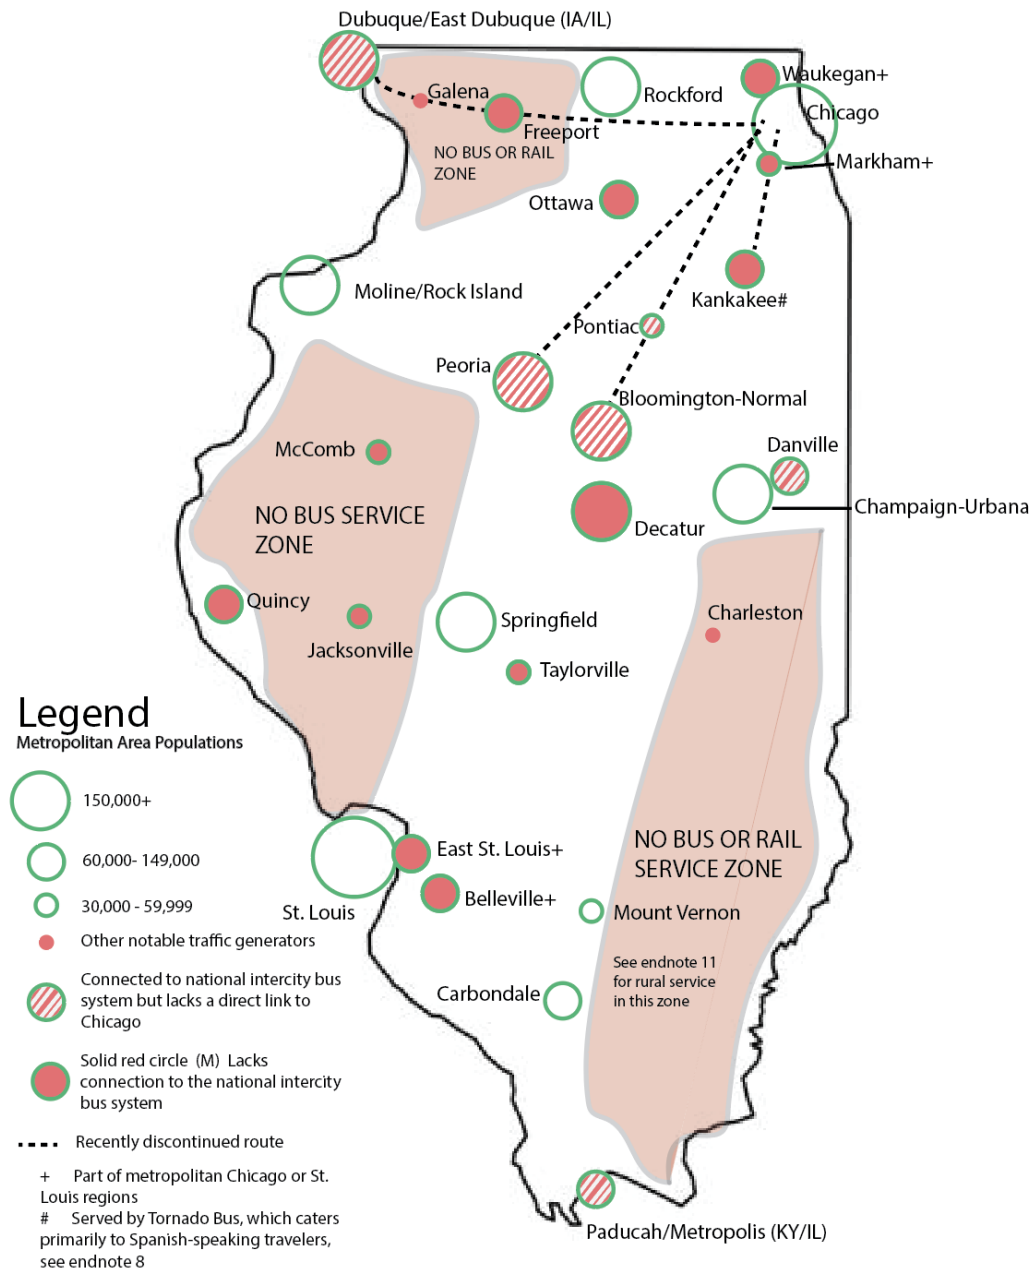 Dubuque/East Dubuque (IA/IL)
Galena
Freeport
NO BUS OR RAIL
ZONE
Rockford
Waukegan+
Chicago
Markham+
Ottawa
Kankakee#
Moline/Rock Island
Pontiac
Peoria
Bloomington-Normal
Danville
Champaign-Urbana
McComb
NO BUS SERVICE
ZONE
Decatur
Quincy
Jacksonville
Springfield
Taylorville
Charleston
NO BUS OR RAIL
SERVICE ZONE
East St. Louis+
Belleville+
St. Louis
Mount Vernon
See endnote 11
for rural service
in this zone
Carbondale
Paducah/Metropolis (KY/IL)
Legend
Metropolitan Area Populations
150,000+
60,000- 149,000
30,000 - 59,999
Other notable traffic generators
Connected to national intercity bus
system but lacks a direct link to
Chicago
Solid red circle (M) Lacks
connection to the national intercity
bus system
Recently discontinued route
+ Part of metropolitan Chicago or St.
Louis regions
# Served by Tornado Bus, which caters
primarily to Spanish-speaking travelers,
see endnote 8